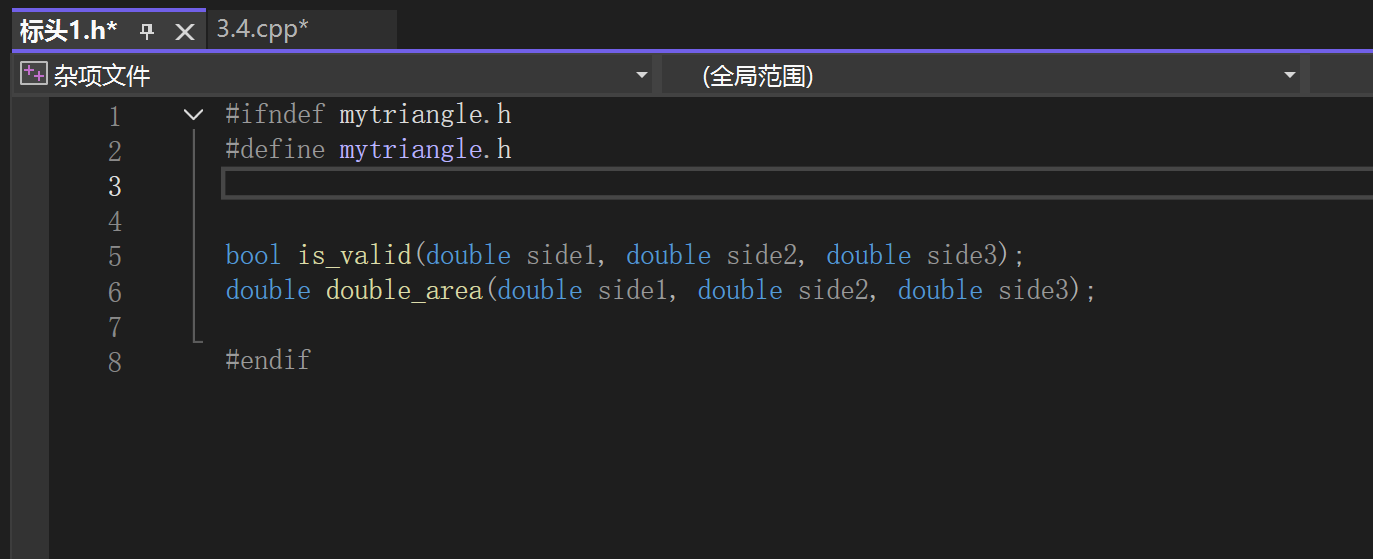 标头1.h* 3.4.cpp*
杂项文件 (全局范围)
1 #ifndef mytriangle.h
2 #define mytriangle.h
3
4
5 bool is_valid(double side1, double side2, double side3);
6 double double_area(double side1, double side2, double side3);
7
8 #endif